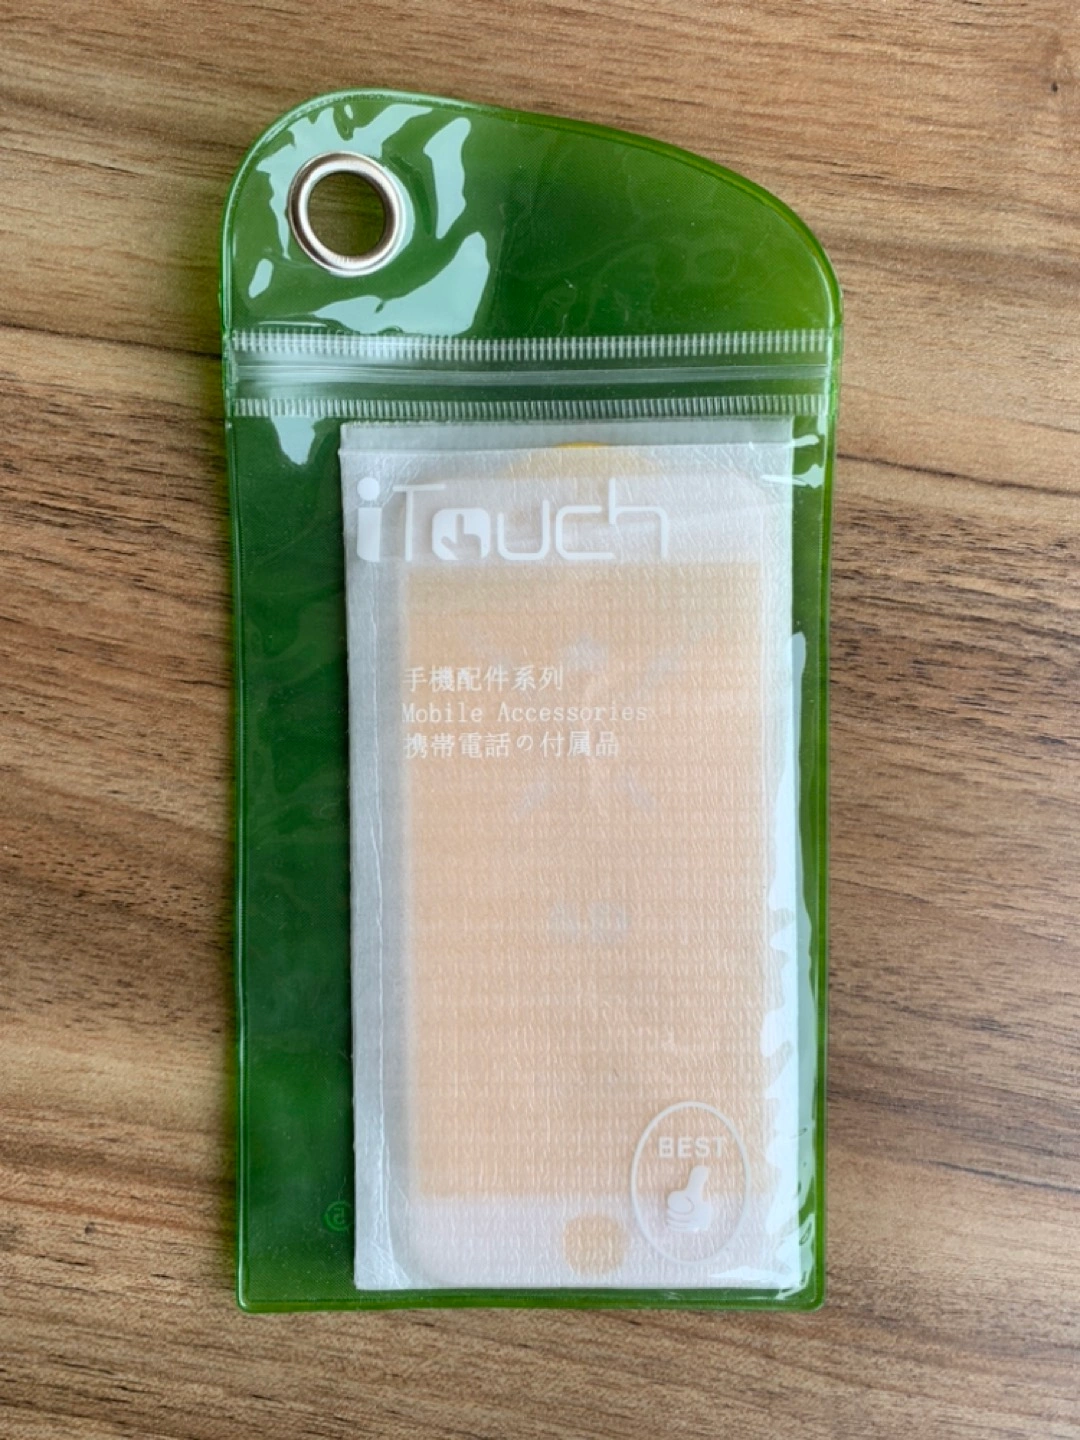 iTouch
手機配件系列
Mobile Accessories
携帯電話の付属品
BEST